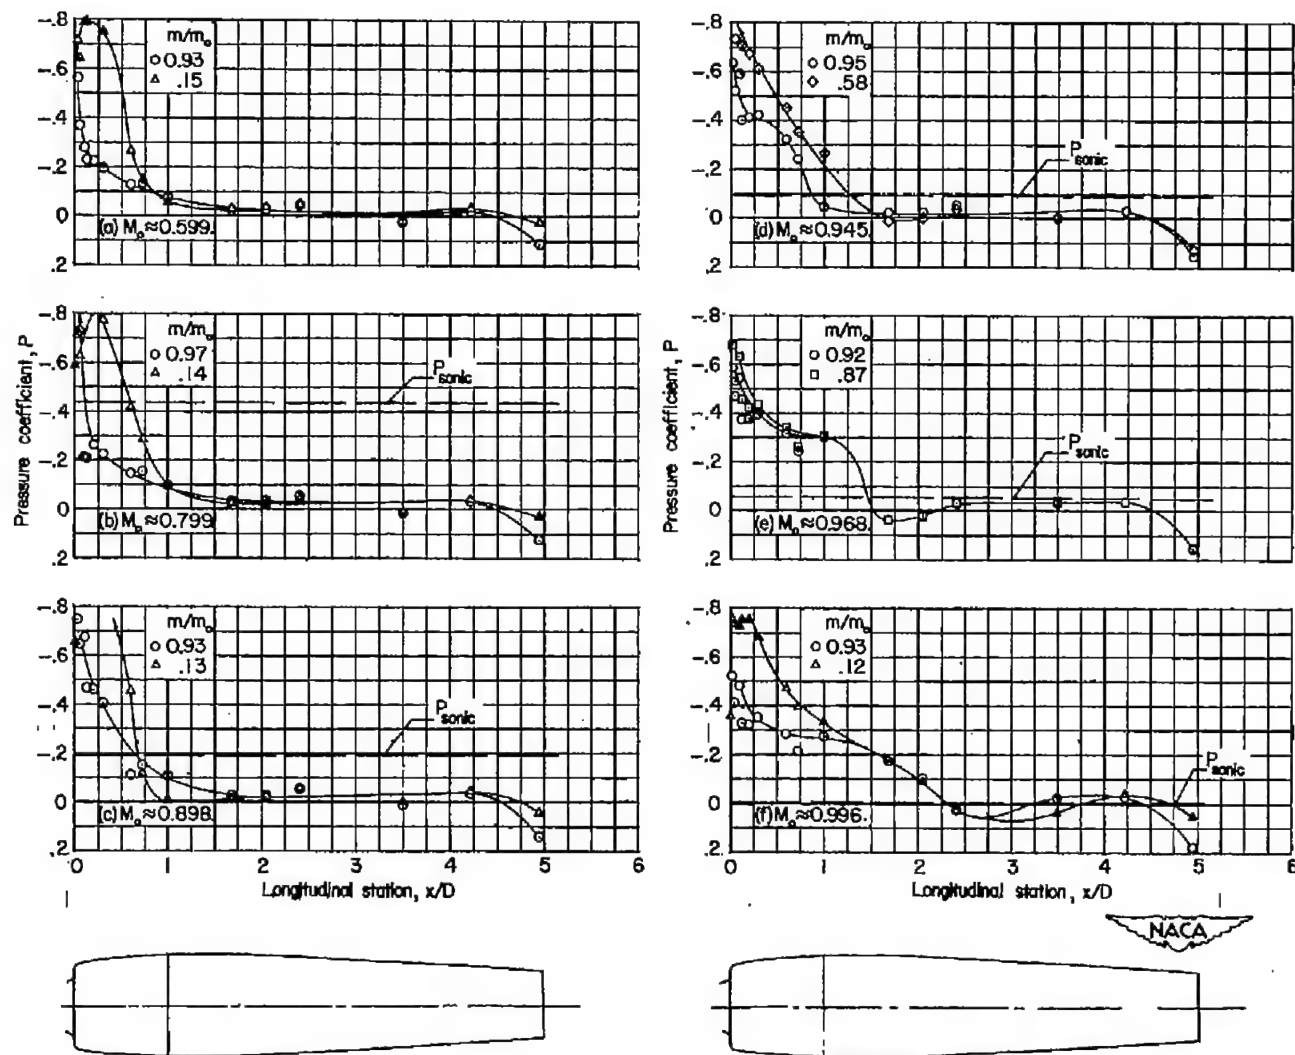 -.8
-.6
-.4
-.2
0
.2
m/m₀
○ 0.93
△ .15
(a) M₀≈0.599.
-.8
-.6
-.4
-.2
0
.2
m/m₀
○ 0.97
△ .14
P sonic
(b) M₀≈0.799
Pressure coefficient, P
-.8
-.6
-.4
-.2
0
.2
m/m₀
○ 0.93
△ .13
P sonic
(c) M₀≈0.898.
0 1 2 3 4 5 6
Longitudinal station, x/D
-.8
-.6
-.4
-.2
0
.2
m/m₀
○ 0.95
◇ .58
P sonic
(d) M₀≈0.945.
-.8
-.6
-.4
-.2
0
.2
m/m₀
○ 0.92
□ .87
P sonic
(e) M₀≈0.968.
Pressure coefficient, P
-.8
-.6
-.4
-.2
0
.2
m/m₀
○ 0.93
△ .12
P sonic
(f) M₀≈0.996.
0 1 2 3 4 5 6
Longitudinal station, x/D
NACA